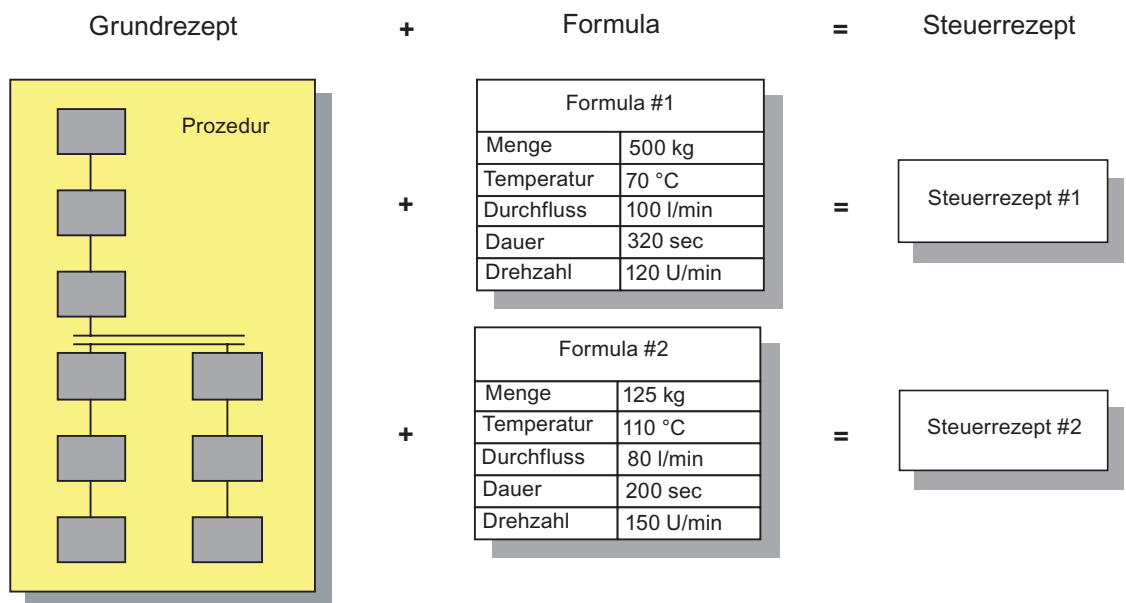 Grundrezept + Formula = Steuerrezept
Prozedur
Formula #1
Menge 500 kg
Temperatur 70 °C
Durchfluss 100 l/min
Dauer 320 sec
Drehzahl 120 U/min
+ = Steuerrezept #1
Formula #2
Menge 125 kg
Temperatur 110 °C
Durchfluss 80 l/min
Dauer 200 sec
Drehzahl 150 U/min
+ = Steuerrezept #2